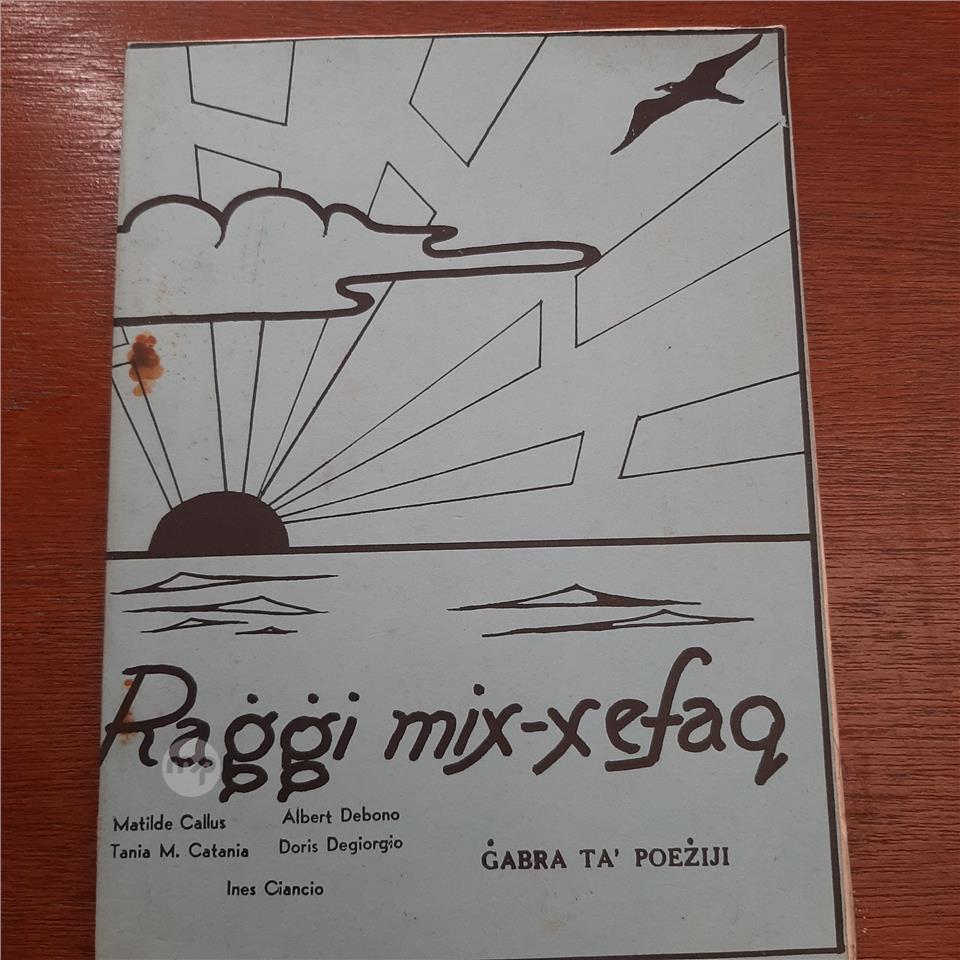 Raġġi mix-xefaq
Matilde Callus
Albert Debono
Tania M. Catania
Doris Degiorgio
Ines Ciancio
ĠABRA TA' POEŻIJI